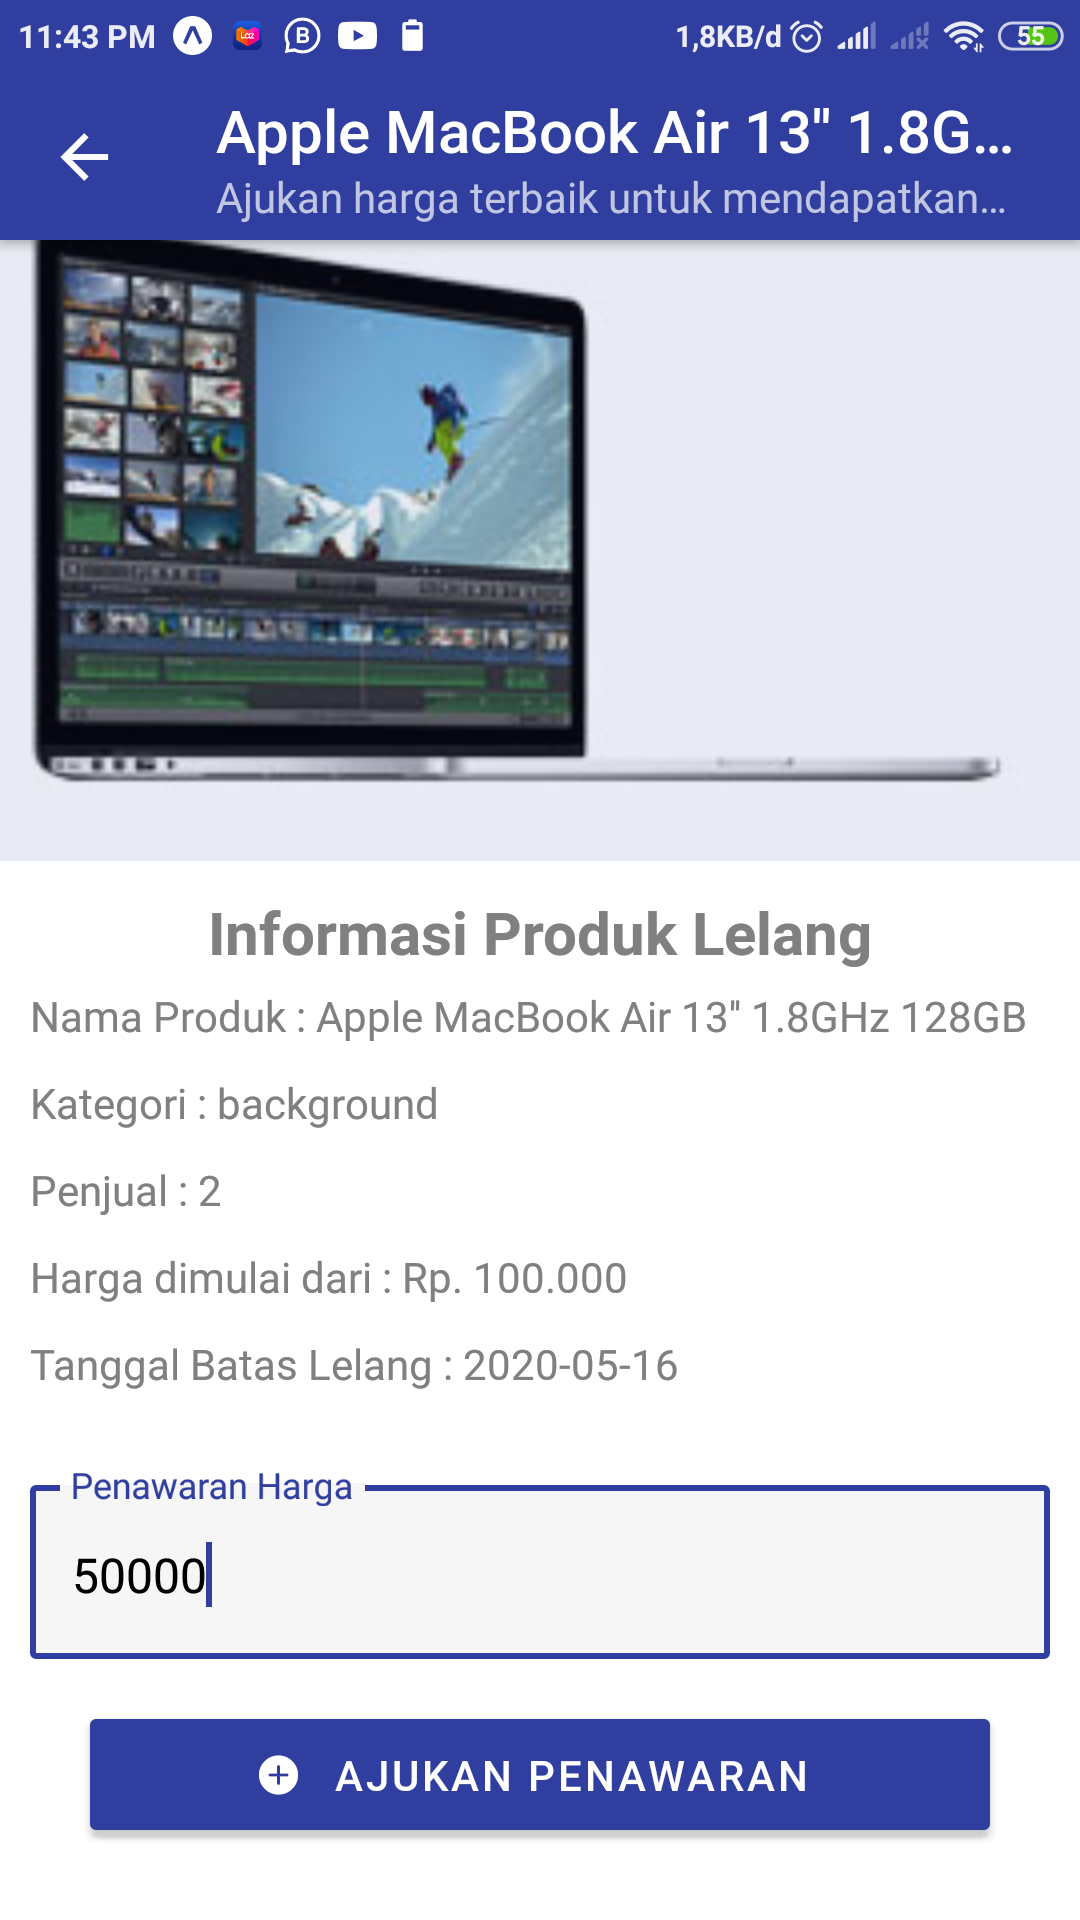 11:43 PM
1,8KB/d
55
Apple MacBook Air 13" 1.8G...
Ajukan harga terbaik untuk mendapatkan...
Informasi Produk Lelang
Nama Produk : Apple MacBook Air 13" 1.8GHz 128GB
Kategori : background
Penjual : 2
Harga dimulai dari : Rp. 100.000
Tanggal Batas Lelang : 2020-05-16
Penawaran Harga
50000
AJUKAN PENAWARAN